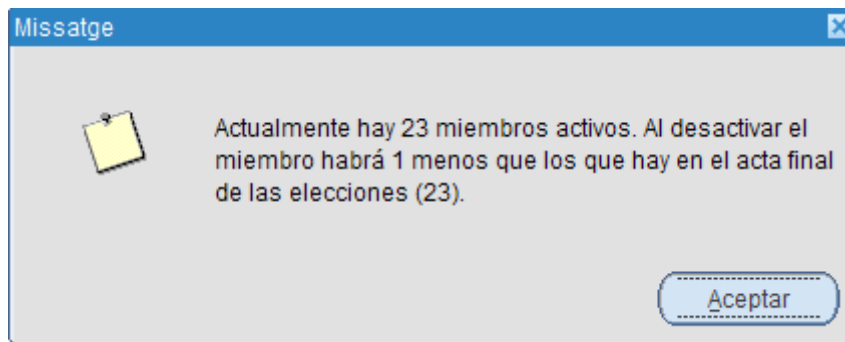 Missatge
Actualmente hay 23 miembros activos. Al desactivar el
miembro habrá 1 menos que los que hay en el acta final
de las elecciones (23).
Aceptar